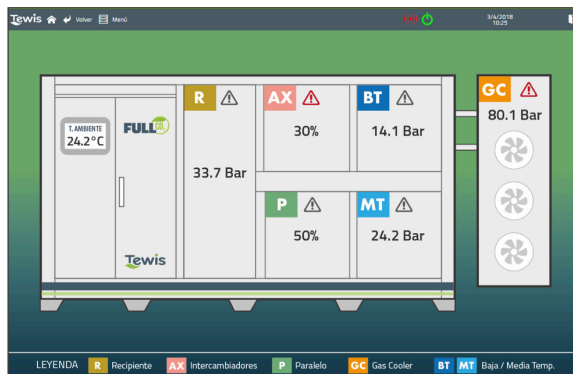 Tewis Volver Menú 3/4/2018
10:25
R AX BT GC
T. AMBIENTE
24.2°C
FULL CO₂
30% 14.1 Bar 80.1 Bar
33.7 Bar
P MT
50% 24.2 Bar
Tewis
LEYENDA R Recipiente AX Intercambiadores P Paralelo GC Gas Cooler BT MT Baja / Media Temp.